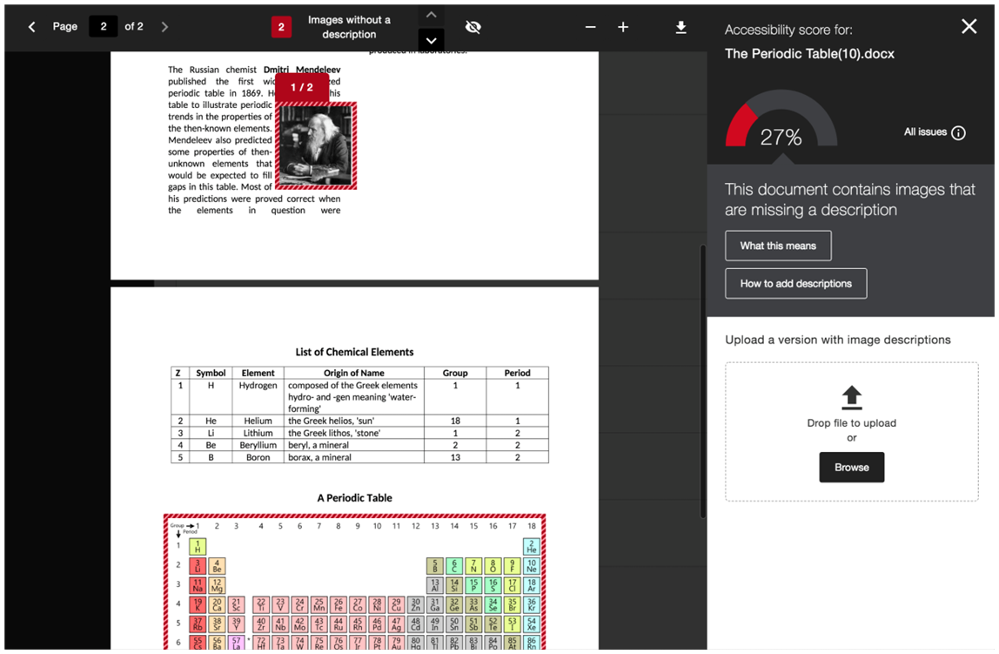 Page 2 of 2
2 Images without a
description
Accessibility score for:
The Periodic Table(10).docx
27%
All issues
This document contains images that
are missing a description
What this means
How to add descriptions
Upload a version with image descriptions
Drop file to upload
or
Browse
produced in laboratories.
The Russian chemist Dmitri Mendeleev
published the first
periodic table in 1869.
table to illustrate periodic
trends in the properties of
the then-known elements.
Mendeleev also predicted
some properties of then-
unknown elements that
would be expected to fill
gaps in this table. Most of
his predictions were proved correct when
the elements in question were
1 / 2
List of Chemical Elements
Z Symbol Element Origin of Name Group Period
1 H Hydrogen composed of the Greek elements 1 1
hydro- and -gen meaning 'water-
forming'
2 He Helium the Greek helios, 'sun' 18 1
3 Li Lithium the Greek lithos, 'stone' 1 2
4 Be Beryllium beryl, a mineral 2 2
5 B Boron borax, a mineral 13 2
A Periodic Table
Group 1 2 3 4 5 6 7 8 9 10 11 12 13 14 15 16 17 18
Period
1 1 H 2 He
2 3 Li 4 Be 5 B 6 C 7 N 8 O 9 F 10 Ne
3 11 Na 12 Mg 13 Al 14 Si 15 P 16 S 17 Cl 18 Ar
4 19 K 20 Ca 21 Sc 22 Ti 23 V 24 Cr 25 Mn 26 Fe 27 Co 28 Ni 29 Cu 30 Zn 31 Ga 32 Ge 33 As 34 Se 35 Br 36 Kr
5 37 Rb 38 Sr 39 Y 40 Zr 41 Nb 42 Mo 43 Tc 44 Ru 45 Rh 46 Pd 47 Ag 48 Cd 49 In 50 Sn 51 Sb 52 Te 53 I 54 Xe
6 55 Cs 56 Ba 57 La * 72 Hf 73 Ta 74 W 75 Re 76 Os 77 Ir 78 Pt 79 Au 80 Hg 81 Tl 82 Pb 83 Bi 84 Po 85 At 86 Rn